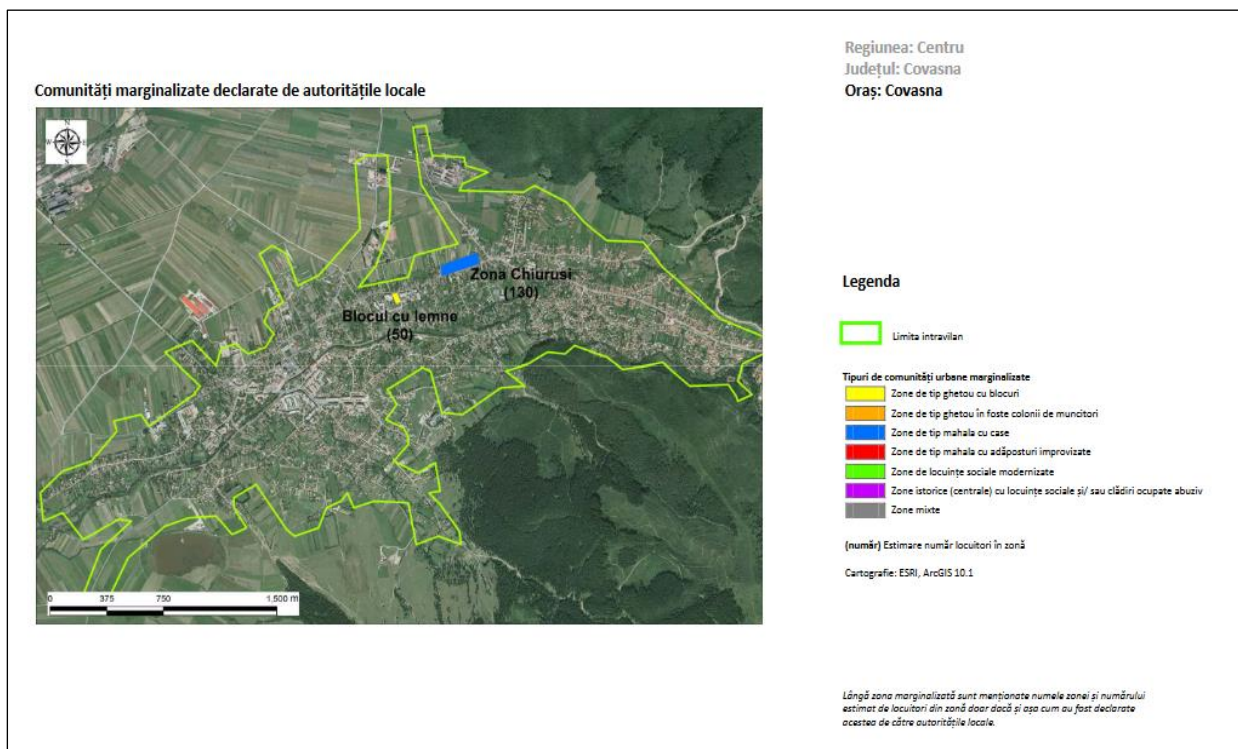 Regiunea: Centru
Județul: Covasna
Oraș: Covasna
Comunități marginalizate declarate de autoritățile locale
N
W E
S
Zona Chiurusi
(130)
Blocul cu lemne
(50)
0 375 750 1,500 m
Legenda
Limita intravilan
Tipuri de comunități urbane marginalizate
Zone de tip ghetou cu blocuri
Zone de tip ghetou în foste colonii de muncitori
Zone de tip mahala cu case
Zone de tip mahala cu adăposturi improvizate
Zone de locuințe sociale modernizate
Zone istorice (centrale) cu locuințe sociale și/ sau clădiri ocupate abuziv
Zone mixte
(număr) Estimare număr locuitori în zonă
Cartografie: ESRI, ArcGIS 10.1
Lângă zona marginalizată sunt menționate numele zonei și numărului
estimat de locuitori din zonă doar dacă și așa cum au fost declarate
acestea de către autoritățile locale.